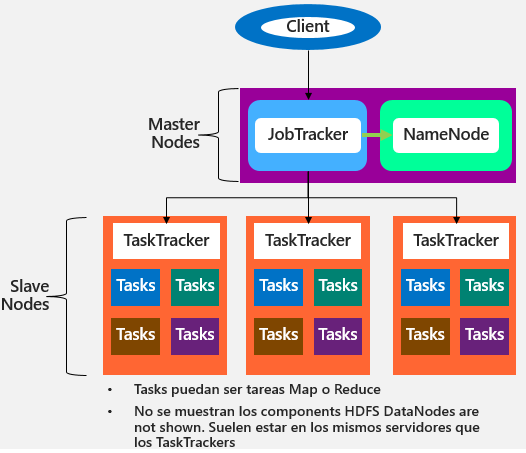 Client
Master
Nodes
JobTracker
NameNode
Slave
Nodes
TaskTracker
TaskTracker
TaskTracker
Tasks Tasks
Tasks Tasks
Tasks Tasks
Tasks Tasks
Tasks Tasks
Tasks Tasks
• Tasks puedan ser tareas Map o Reduce
• No se muestran los components HDFS DataNodes are
not shown. Suelen estar en los mismos servidores que
los TaskTrackers